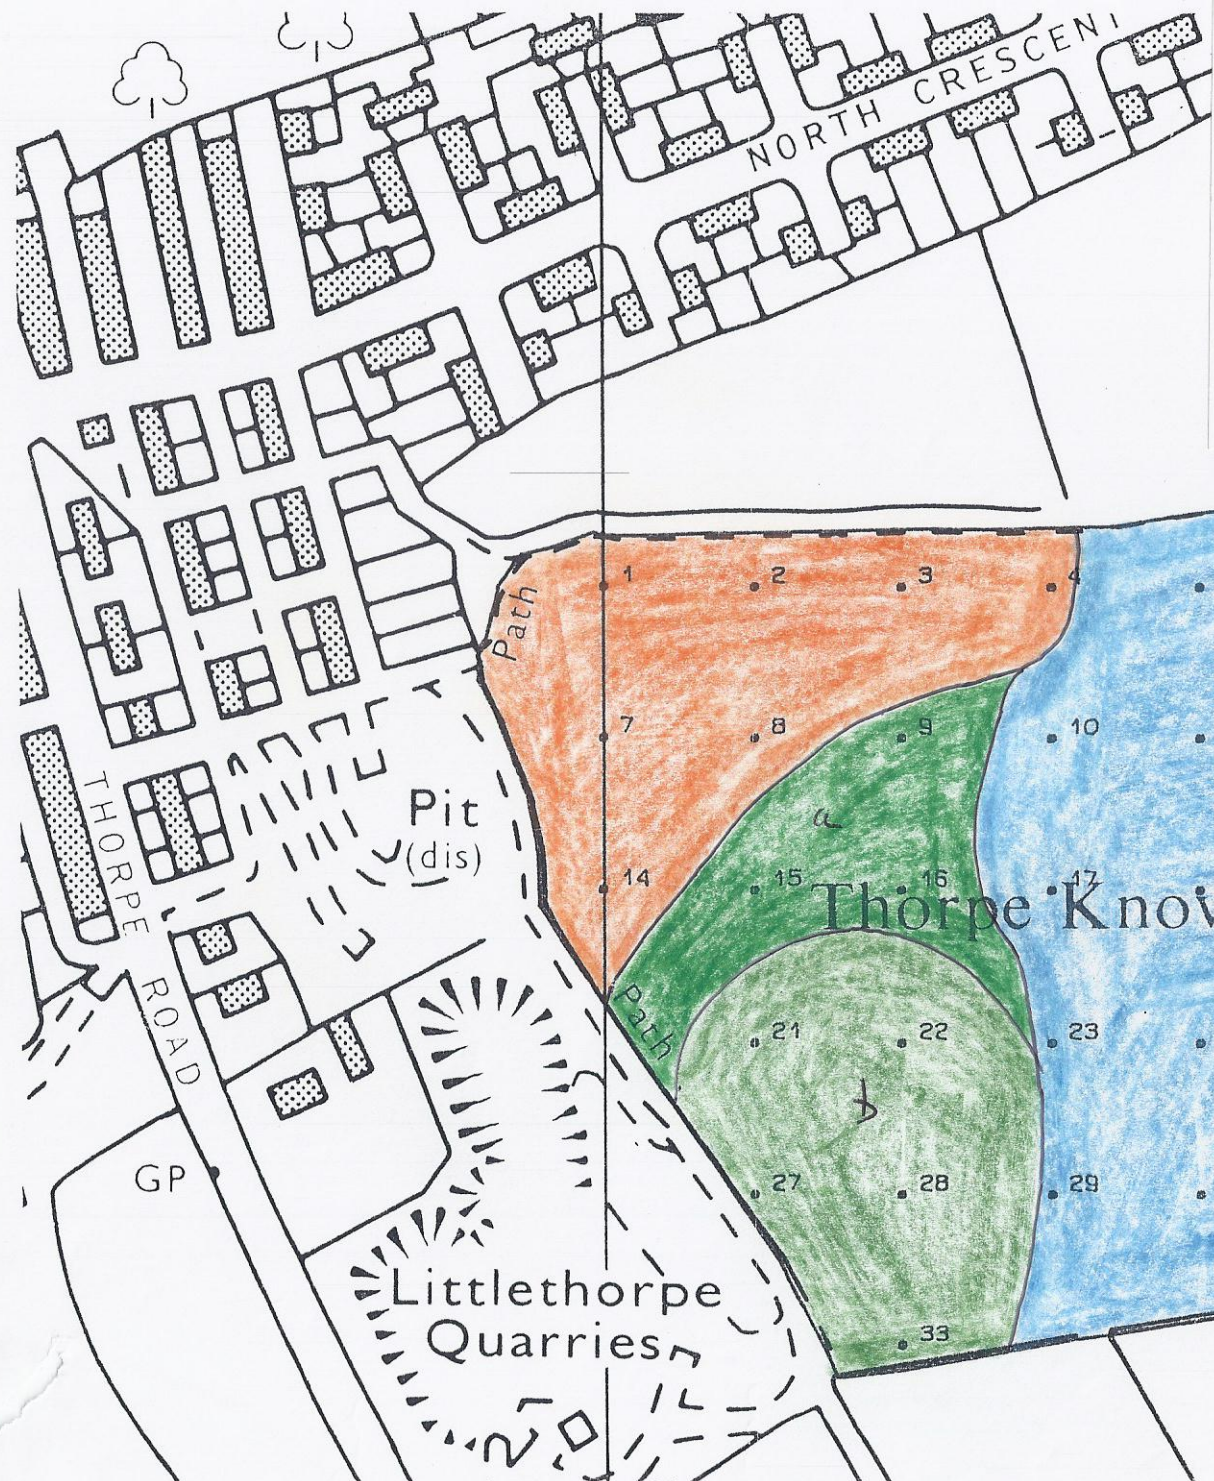 NORTH CRESCENT
1
2
3
4
Path
7
8
9
10
THORPE
Pit
(dis)
a
14
15
16
17
Thorpe Know
ROAD
Path
21
22
23
b
GP
27
28
29
Littlethorpe
Quarries
33